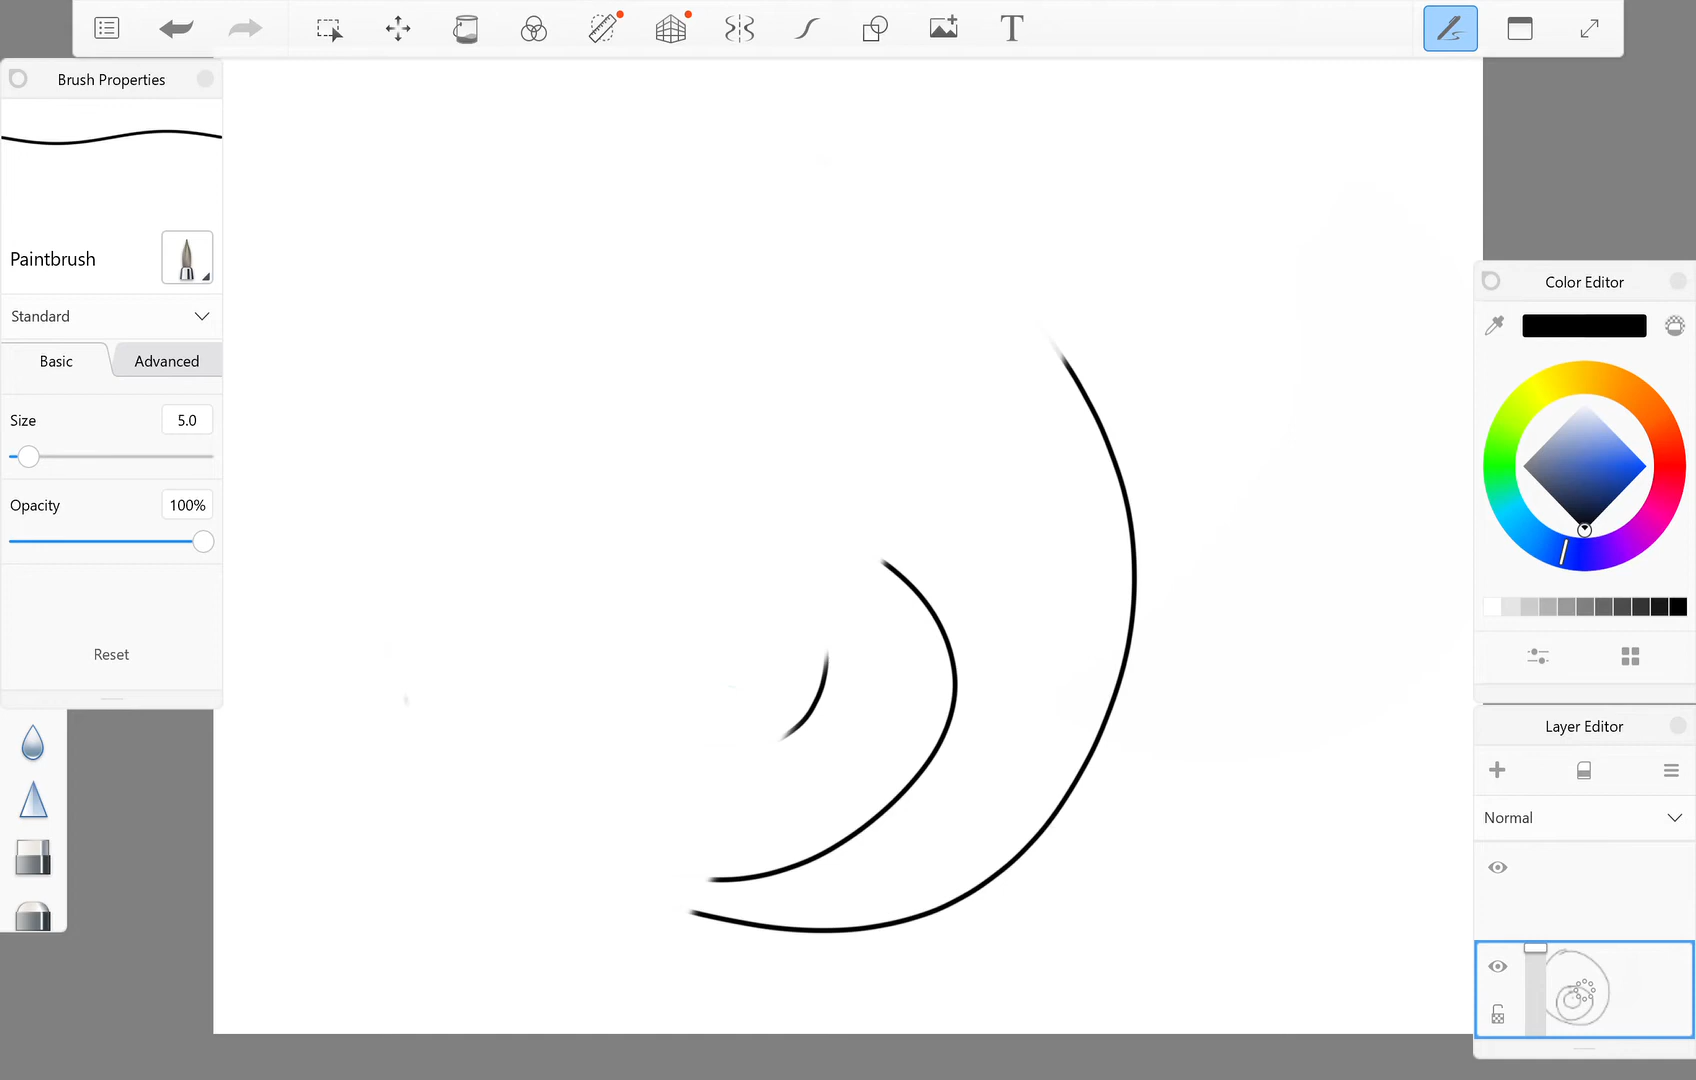 T
Brush Properties
Paintbrush
Standard
Basic
Advanced
Size
5.0
Opacity
100%
Reset
Color Editor
Layer Editor
Normal